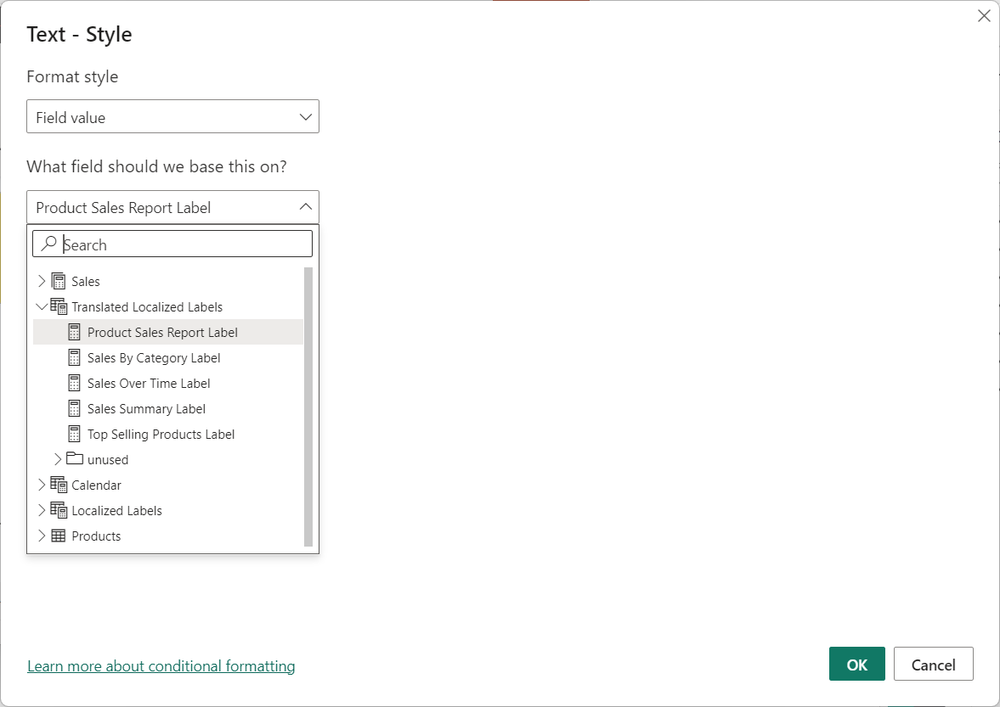 Text - Style
Format style
Field value
What field should we base this on?
Product Sales Report Label
Search
Sales
Translated Localized Labels
Product Sales Report Label
Sales By Category Label
Sales Over Time Label
Sales Summary Label
Top Selling Products Label
unused
Calendar
Localized Labels
Products
Learn more about conditional formatting
OK
Cancel